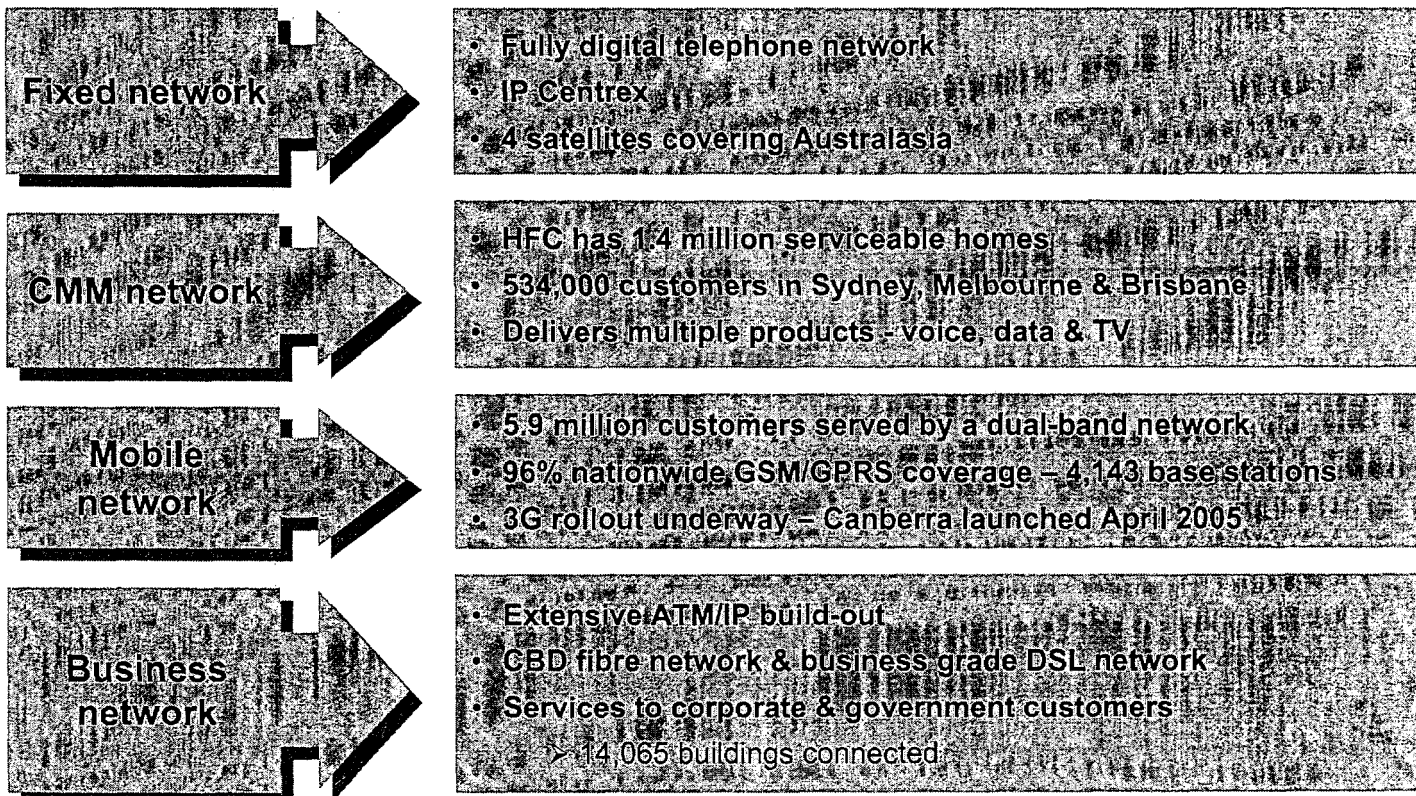 Fixed network
• Fully digital telephone network
• IP Centrex
• 4 satellites covering Australasia
CMM network
• HFC has 1.4 million serviceable homes
• 534,000 customers in Sydney, Melbourne & Brisbane
• Delivers multiple products - voice, data & TV
Mobile
network
• 5.9 million customers served by a dual-band network
• 96% nationwide GSM/GPRS coverage – 4,143 base stations
• 3G rollout underway – Canberra launched April 2005
Business
network
• Extensive ATM/IP build-out
• CBD fibre network & business grade DSL network
• Services to corporate & government customers
➢ 14,065 buildings connected